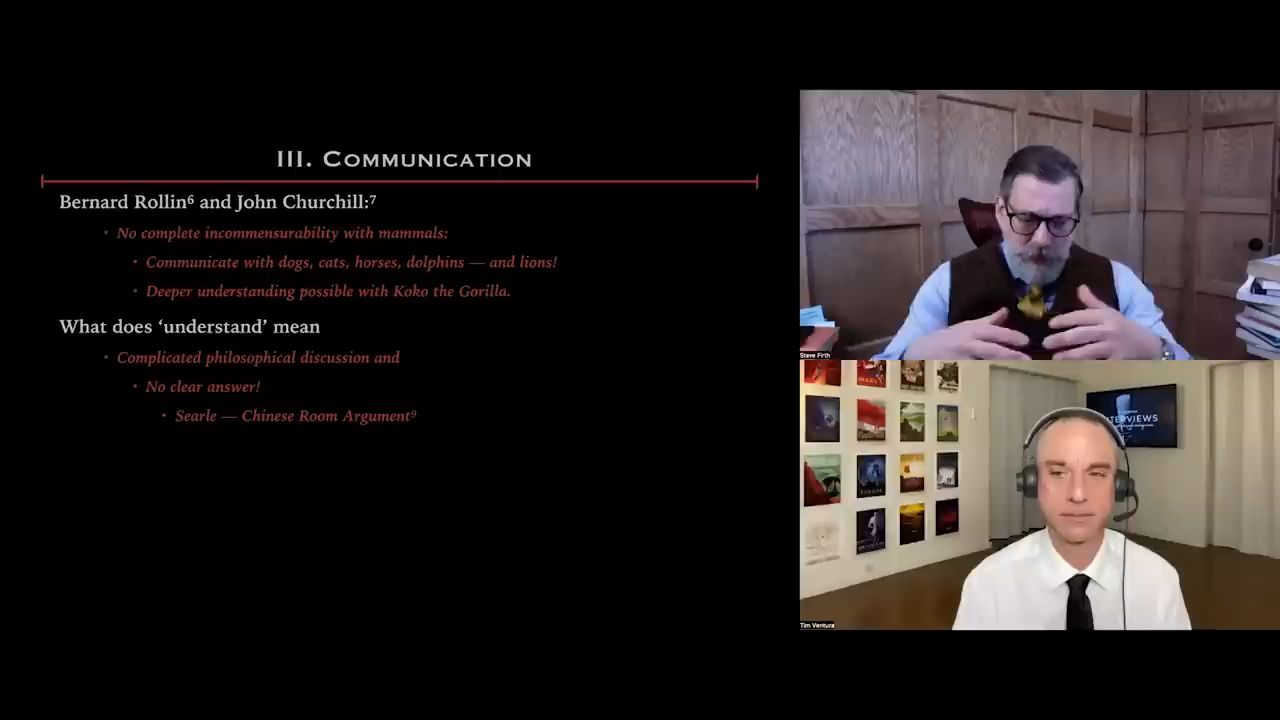 III. COMMUNICATION
Bernard Rollin⁶ and John Churchill:⁷
• No complete incommensurability with mammals:
• Communicate with dogs, cats, horses, dolphins — and lions!
• Deeper understanding possible with Koko the Gorilla.
What does ‘understand’ mean
• Complicated philosophical discussion and
• No clear answer!
• Searle — Chinese Room Argument⁹
Steve Firth
Tim Ventura